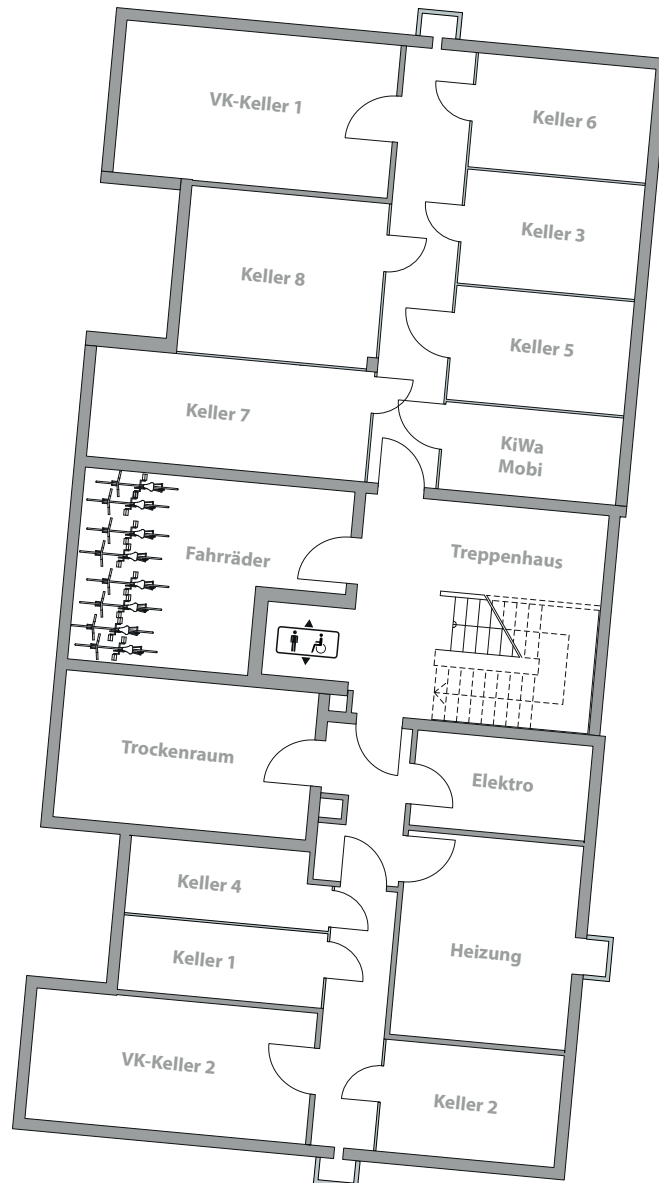 VK-Keller 1
Keller 6
Keller 3
Keller 8
Keller 5
Keller 7
KiWa
Mobi
Fahrräder
Treppenhaus
Trockenraum
Elektro
Keller 4
Keller 1
Heizung
VK-Keller 2
Keller 2